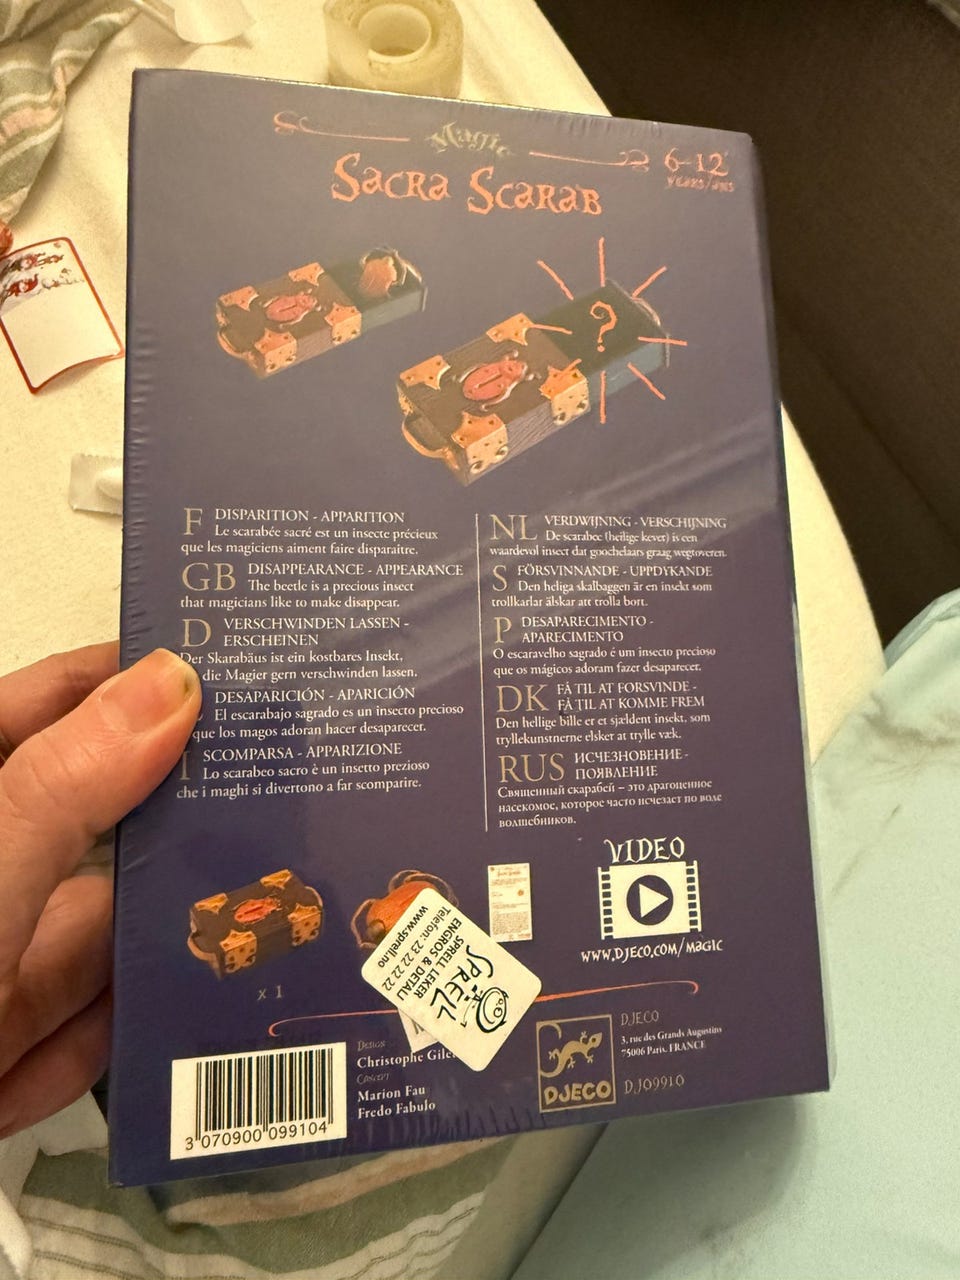 Magic
Sacra Scarab
6-12
YEARS/ANS
?
F DISPARITION - APPARITION
Le scarabée sacré est un insecte précieux
que les magiciens aiment faire disparaitre.
GB DISAPPEARANCE - APPEARANCE
The beetle is a precious insect
that magicians like to make disappear.
D VERSCHWINDEN LASSEN -
ERSCHEINEN
Der Skarabäus ist ein kostbares Insekt,
die Magier gern verschwinden lassen.
DESAPARICIÓN - APARICIÓN
El escarabajo sagrado es un insecto precioso
que los magos adoran hacer desaparecer.
I SCOMPARSA - APPARIZIONE
Lo scarabeo sacro è un insetto prezioso
che i maghi si divertono a far scomparire.
NL VERDWIJNING - VERSCHIJNING
De scarabee (heilige kever) is een
waardevol insect dat goochelaars graag wegtoveren.
S FÖRSVINNANDE - UPPDYKANDE
Den heliga skalbaggen är en insekt som
trollkarlar älskar att trolla bort.
P DESAPARECIMENTO -
APARECIMENTO
O escaravelho sagrado é um insecto precioso
que os mágicos adoram fazer desaparecer.
DK FÅ TIL AT FORSVINDE -
FÅ TIL AT KOMME FREM
Den hellige bille er et sjældent insekt, som
tryllekunstnerne elsker at trylle væk.
RUS ИСЧЕЗНОВЕНИЕ -
ПОЯВЛЕНИЕ
Священный скарабей – это драгоценное
насекомое, которое часто исчезает по воле
волшебников.
x 1
VIDEO
www.djeco.com/magic
SPRELL
SPRELL LEKER
ENGROS & DETALJ
Telefon: 23 22 22 22
www.sprell.no
Design
Christophe Gile
Concept
Marion Fau
Fredo Fabulo
3 070900 099104
DJECO
DJECO
3, rue des Grands Augustins
75006 Paris. FRANCE
DJ09910